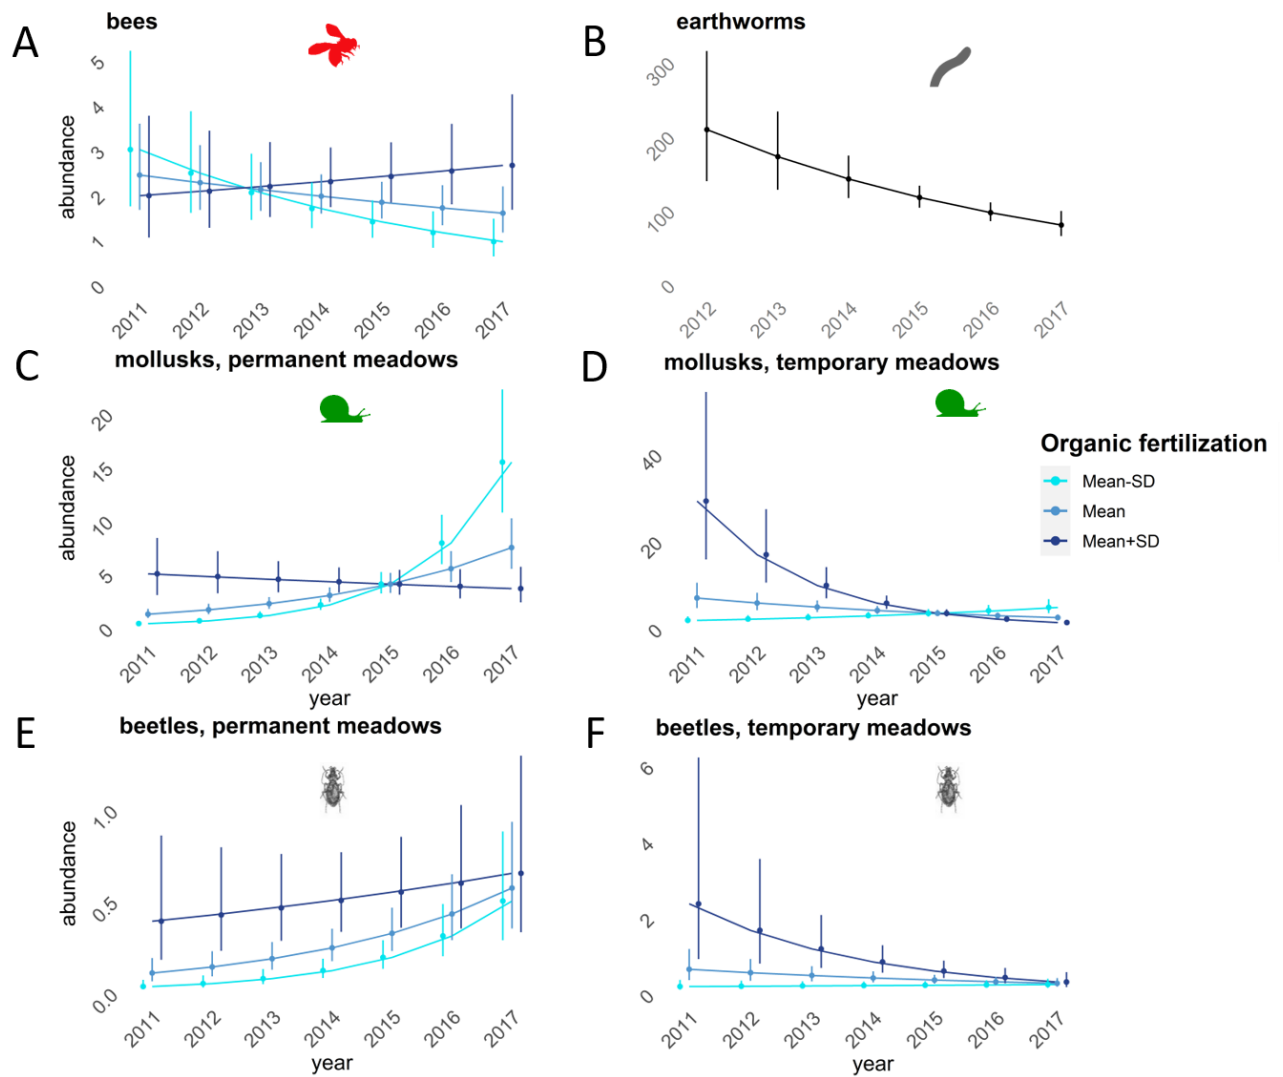 A
bees
abundance
5
4
3
2
1
0
2011
2012
2013
2014
2015
2016
2017
B
earthworms
300
200
100
0
2012
2013
2014
2015
2016
2017
C
mollusks, permanent meadows
abundance
20
15
10
5
0
2011
2012
2013
2014
2015
2016
2017
year
D
mollusks, temporary meadows
40
20
0
2011
2012
2013
2014
2015
2016
2017
year
Organic fertilization
Mean-SD
Mean
Mean+SD
E
beetles, permanent meadows
abundance
1.0
0.5
0.0
2011
2012
2013
2014
2015
2016
2017
year
F
beetles, temporary meadows
6
4
2
0
2011
2012
2013
2014
2015
2016
2017
year